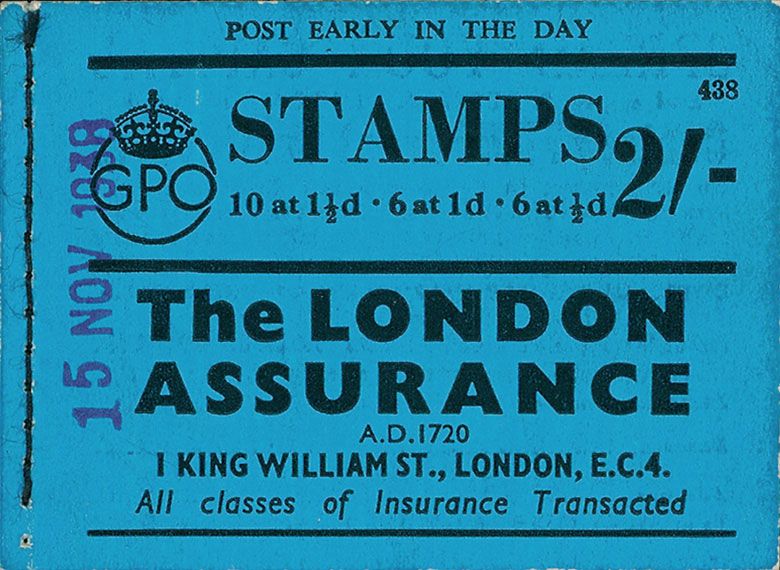 POST EARLY IN THE DAY
438
STAMPS 2/-
GPO
10 at 1½d · 6 at 1d · 6 at ½d
15 NOV 1938
The LONDON
ASSURANCE
A.D.1720
1 KING WILLIAM ST., LONDON, E.C.4.
All classes of Insurance Transacted